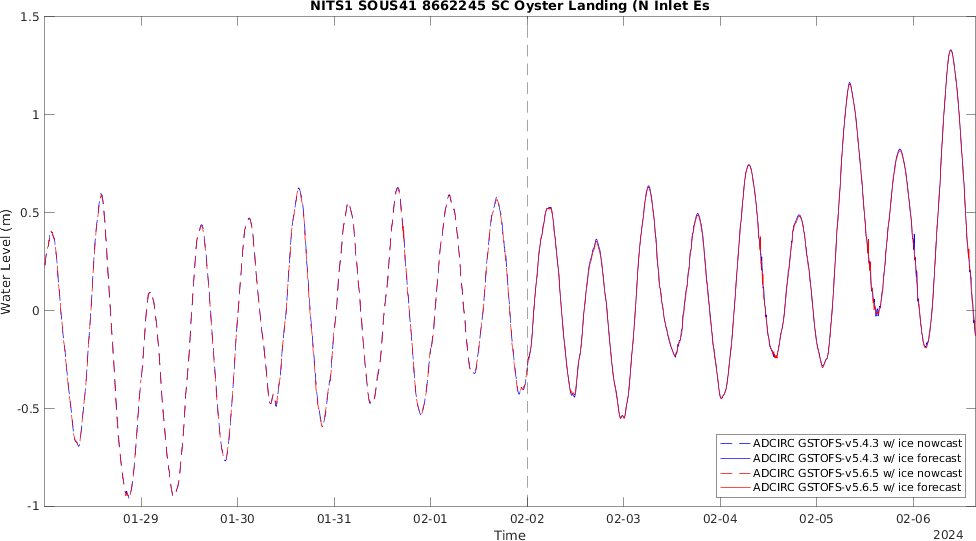 NITS1 SOUS41 8662245 SC Oyster Landing (N Inlet Es
Water Level (m)
1.5
1
0.5
0
-0.5
-1
01-29
01-30
01-31
02-01
02-02
02-03
02-04
02-05
02-06
Time
2024
ADCIRC GSTOFS-v5.4.3 w/ ice nowcast
ADCIRC GSTOFS-v5.4.3 w/ ice forecast
ADCIRC GSTOFS-v5.6.5 w/ ice nowcast
ADCIRC GSTOFS-v5.6.5 w/ ice forecast